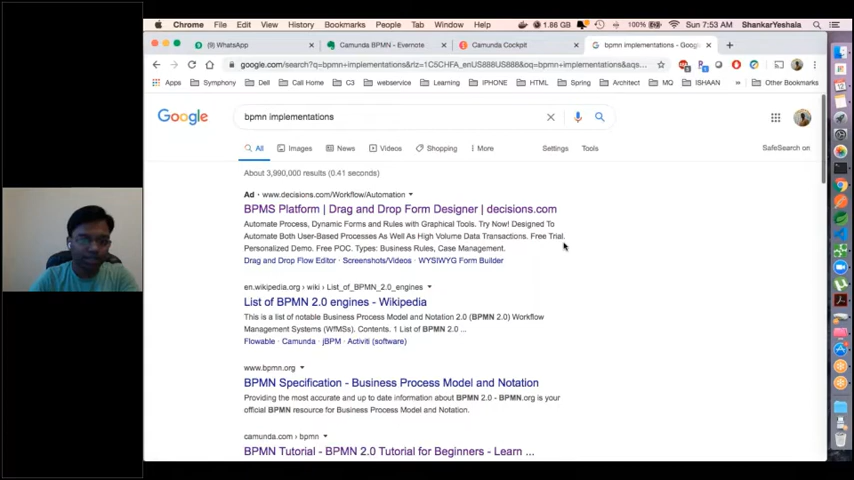 Chrome File Edit View History Bookmarks People Tab Window Help 1.86 GB 100% Sun 7:53 AM ShankarYeshala
(9) WhatsApp
Camunda BPMN - Evernote
Camunda Cockpit
bpmn implementations - Goog
google.com/search?q=bpmn+implementations&rlz=1C5CHFA_enUS888US888&oq=bpmn+implementations&aqs...
Apps Symphony Daily Bed Call Home C3 webservice Learning IPHONE HTML Spring Architect MQ ISHAAN » Other Bookmarks
Google
bpmn implementations
All Images News Videos Shopping More Settings Tools SafeSearch on
About 3,990,000 results (0.41 seconds)
Ad · www.decisions.com/Workflow/Automation
BPMS Platform | Drag and Drop Form Designer | decisions.com
Automate Process, Dynamic Forms and Rules with Graphical Tools. Try Now! Designed To
Automate Both User-Based Processes As Well As High Volume Data Transactions. Free Trial.
Personalized Demo. Free POC. Types: Business Rules, Case Management.
Drag and Drop Flow Editor · Screenshots/Videos · WYSIWYG Form Builder
en.wikipedia.org › wiki › List_of_BPMN_2.0_engines
List of BPMN 2.0 engines - Wikipedia
This is a list of notable Business Process Model and Notation 2.0 (BPMN 2.0) Workflow
Management Systems (WfMSs). Contents. 1 List of BPMN 2.0 ...
Flowable · Camunda · jBPM · Activiti (software)
www.bpmn.org
BPMN Specification - Business Process Model and Notation
Providing the most accurate and up to date information about BPMN 2.0 - BPMN.org is your
official BPMN resource for Business Process Model and Notation.
camunda.com › bpmn
BPMN Tutorial - BPMN 2.0 Tutorial for Beginners - Learn ...